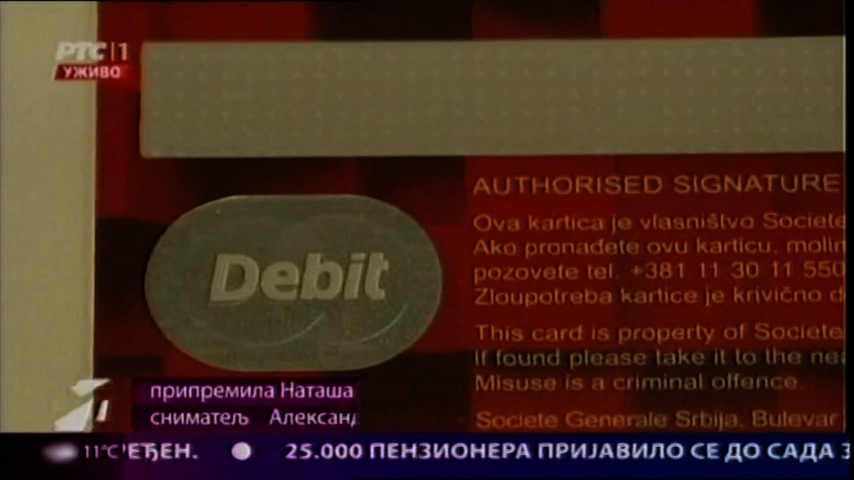 РТС|1
УЖИВО
AUTHORISED SIGNATURE
Ova kartica je vlasništvo Societe
Ako pronađete ovu karticu, molim
pozovete tel. +381 11 30 11 550
Zloupotreba kartice je krivično d
Debit
This card is property of Societe
If found please take it to the nea
Misuse is a criminal offence.
Societe Generale Srbija, Bulevar
припремила Наташа
сниматељ Александ
11°C ЕЂЕН. 25.000 ПЕНЗИОНЕРА ПРИЈАВИЛО СЕ ДО САДА З